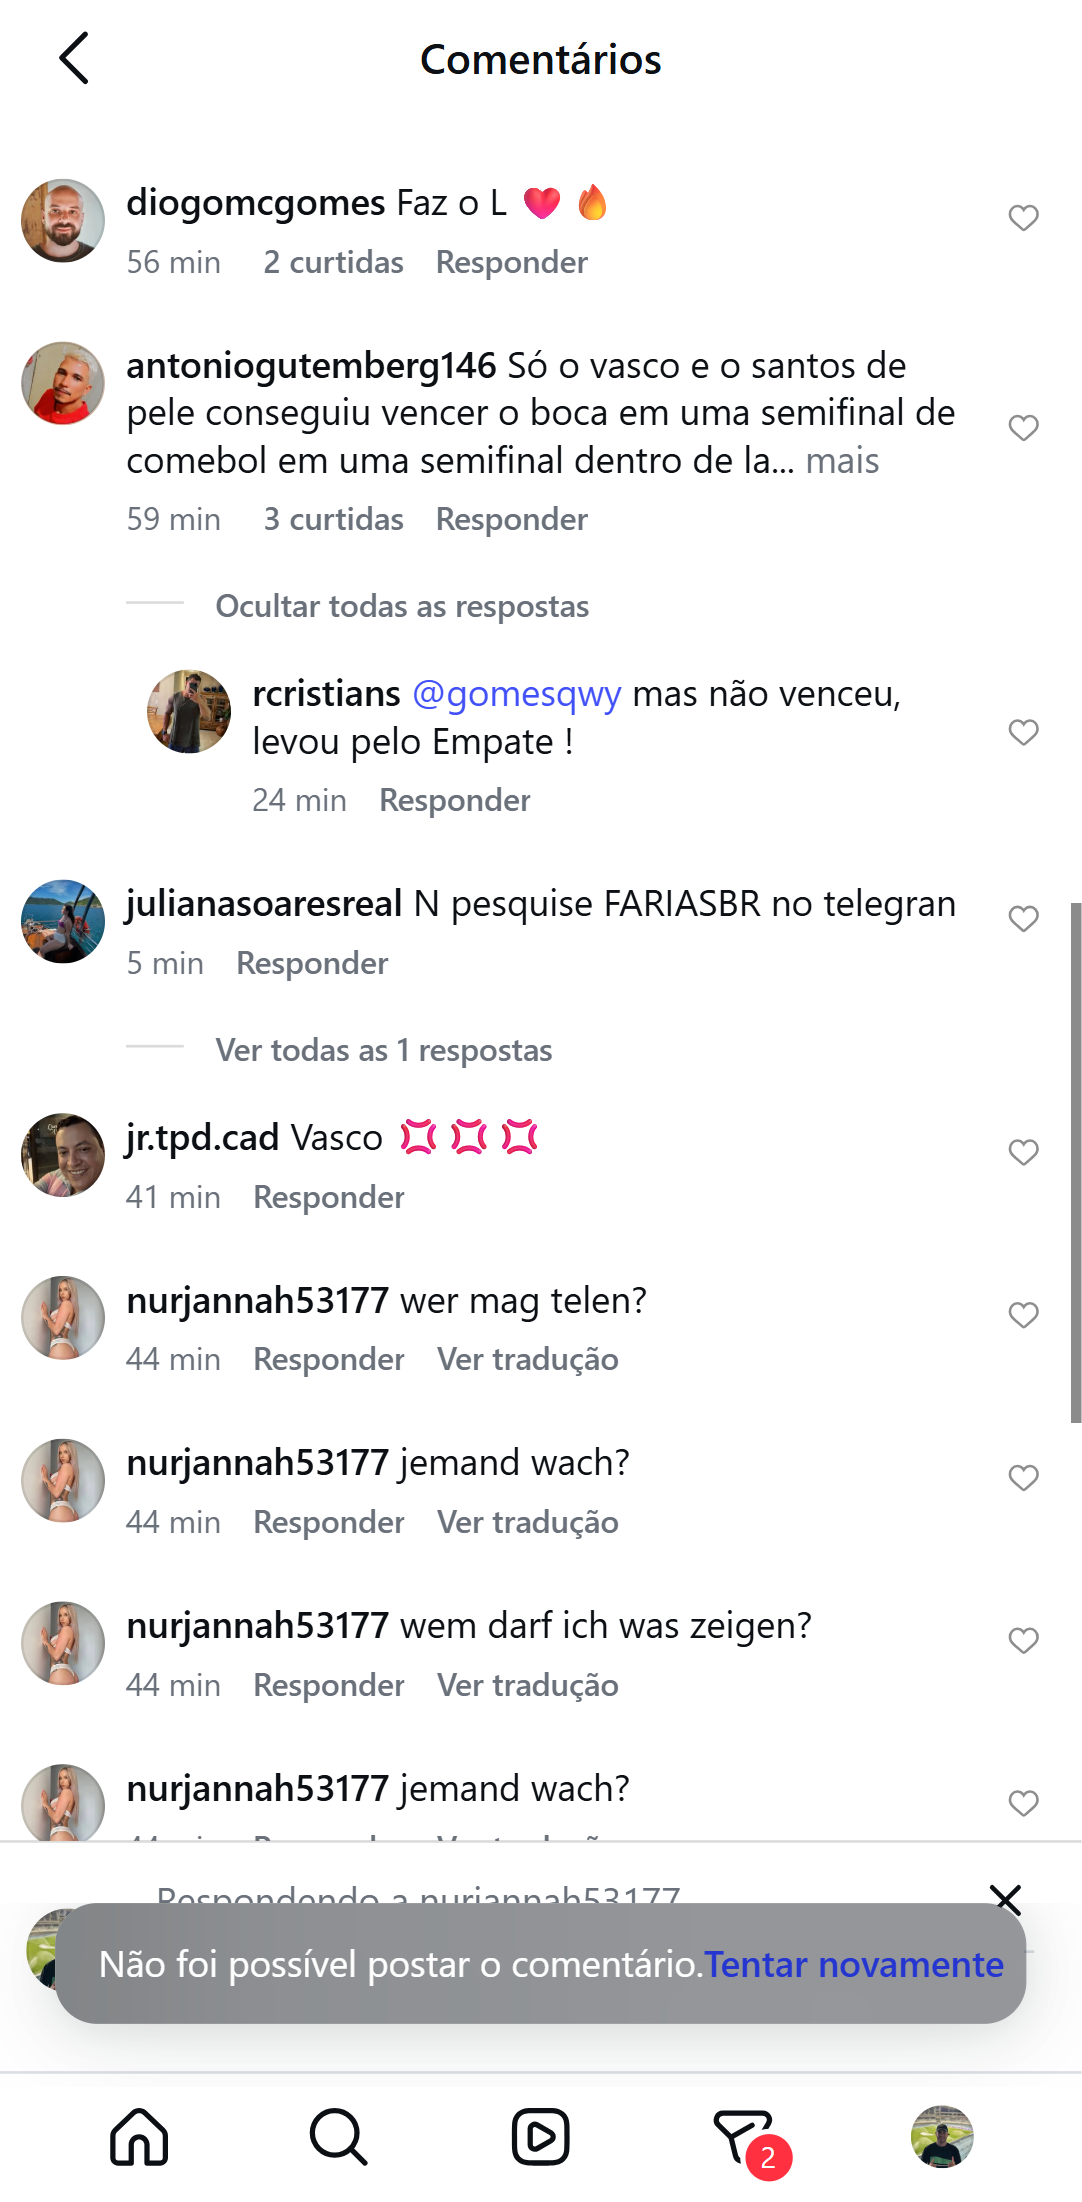 Comentários
diogomcgomes Faz o L ❤️ 🔥
56 min 2 curtidas Responder
antoniogutemberg146 Só o vasco e o santos de
pele conseguiu vencer o boca em uma semifinal de
comebol em uma semifinal dentro de la... mais
59 min 3 curtidas Responder
Ocultar todas as respostas
rcristians @gomesqwy mas não venceu,
levou pelo Empate !
24 min Responder
julianasoaresreal N pesquise FARIASBR no telegran
5 min Responder
Ver todas as 1 respostas
jr.tpd.cad Vasco 💢 💢 💢
41 min Responder
nurjannah53177 wer mag telen?
44 min Responder Ver tradução
nurjannah53177 jemand wach?
44 min Responder Ver tradução
nurjannah53177 wem darf ich was zeigen?
44 min Responder Ver tradução
nurjannah53177 jemand wach?
Respondendo a nurjannah53177
Não foi possível postar o comentário.Tentar novamente
2